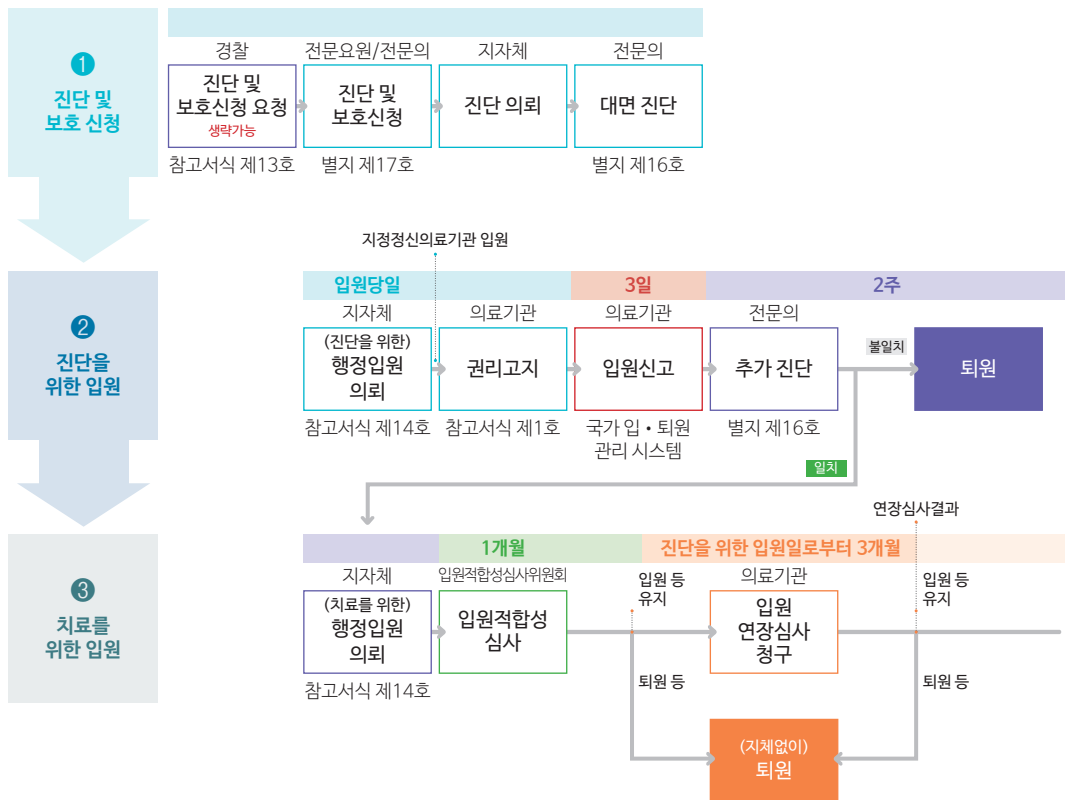 ❶
진단 및
보호 신청
경찰
전문요원/전문의
지자체
전문의
진단 및
보호신청 요청
생략가능
진단 및
보호신청
진단 의뢰
대면 진단
참고서식 제13호
별지 제17호
별지 제16호
지정정신의료기관 입원
❷
진단을
위한 입원
입원당일
3일
2주
지자체
의료기관
의료기관
전문의
(진단을 위한)
행정입원
의뢰
권리고지
입원신고
추가 진단
불일치
퇴원
참고서식 제14호
참고서식 제1호
국가 입・퇴원
관리 시스템
별지 제16호
일치
연장심사결과
❸
치료를
위한 입원
1개월
진단을 위한 입원일로부터 3개월
지자체
입원적합성심사위원회
입원 등
유지
의료기관
입원 등
유지
(치료를 위한)
행정입원
의뢰
입원적합성
심사
입원
연장심사
청구
참고서식 제14호
퇴원 등
퇴원 등
(지체없이)
퇴원